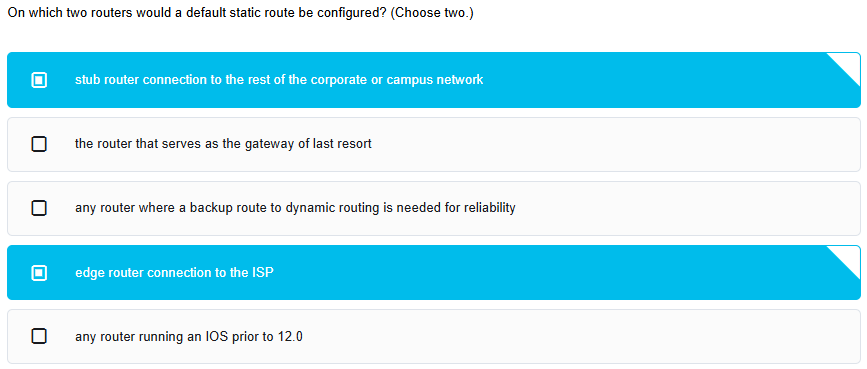 On which two routers would a default static route be configured? (Choose two.)
stub router connection to the rest of the corporate or campus network
the router that serves as the gateway of last resort
any router where a backup route to dynamic routing is needed for reliability
edge router connection to the ISP
any router running an IOS prior to 12.0